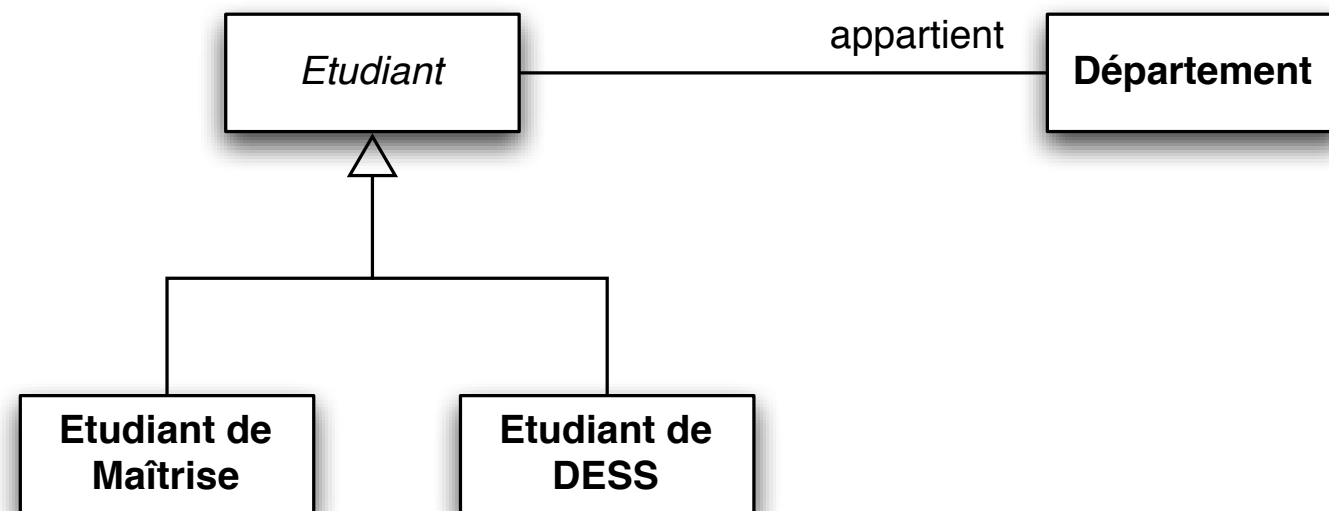 appartient
Etudiant
Département
Etudiant de
Maîtrise
Etudiant de
DESS